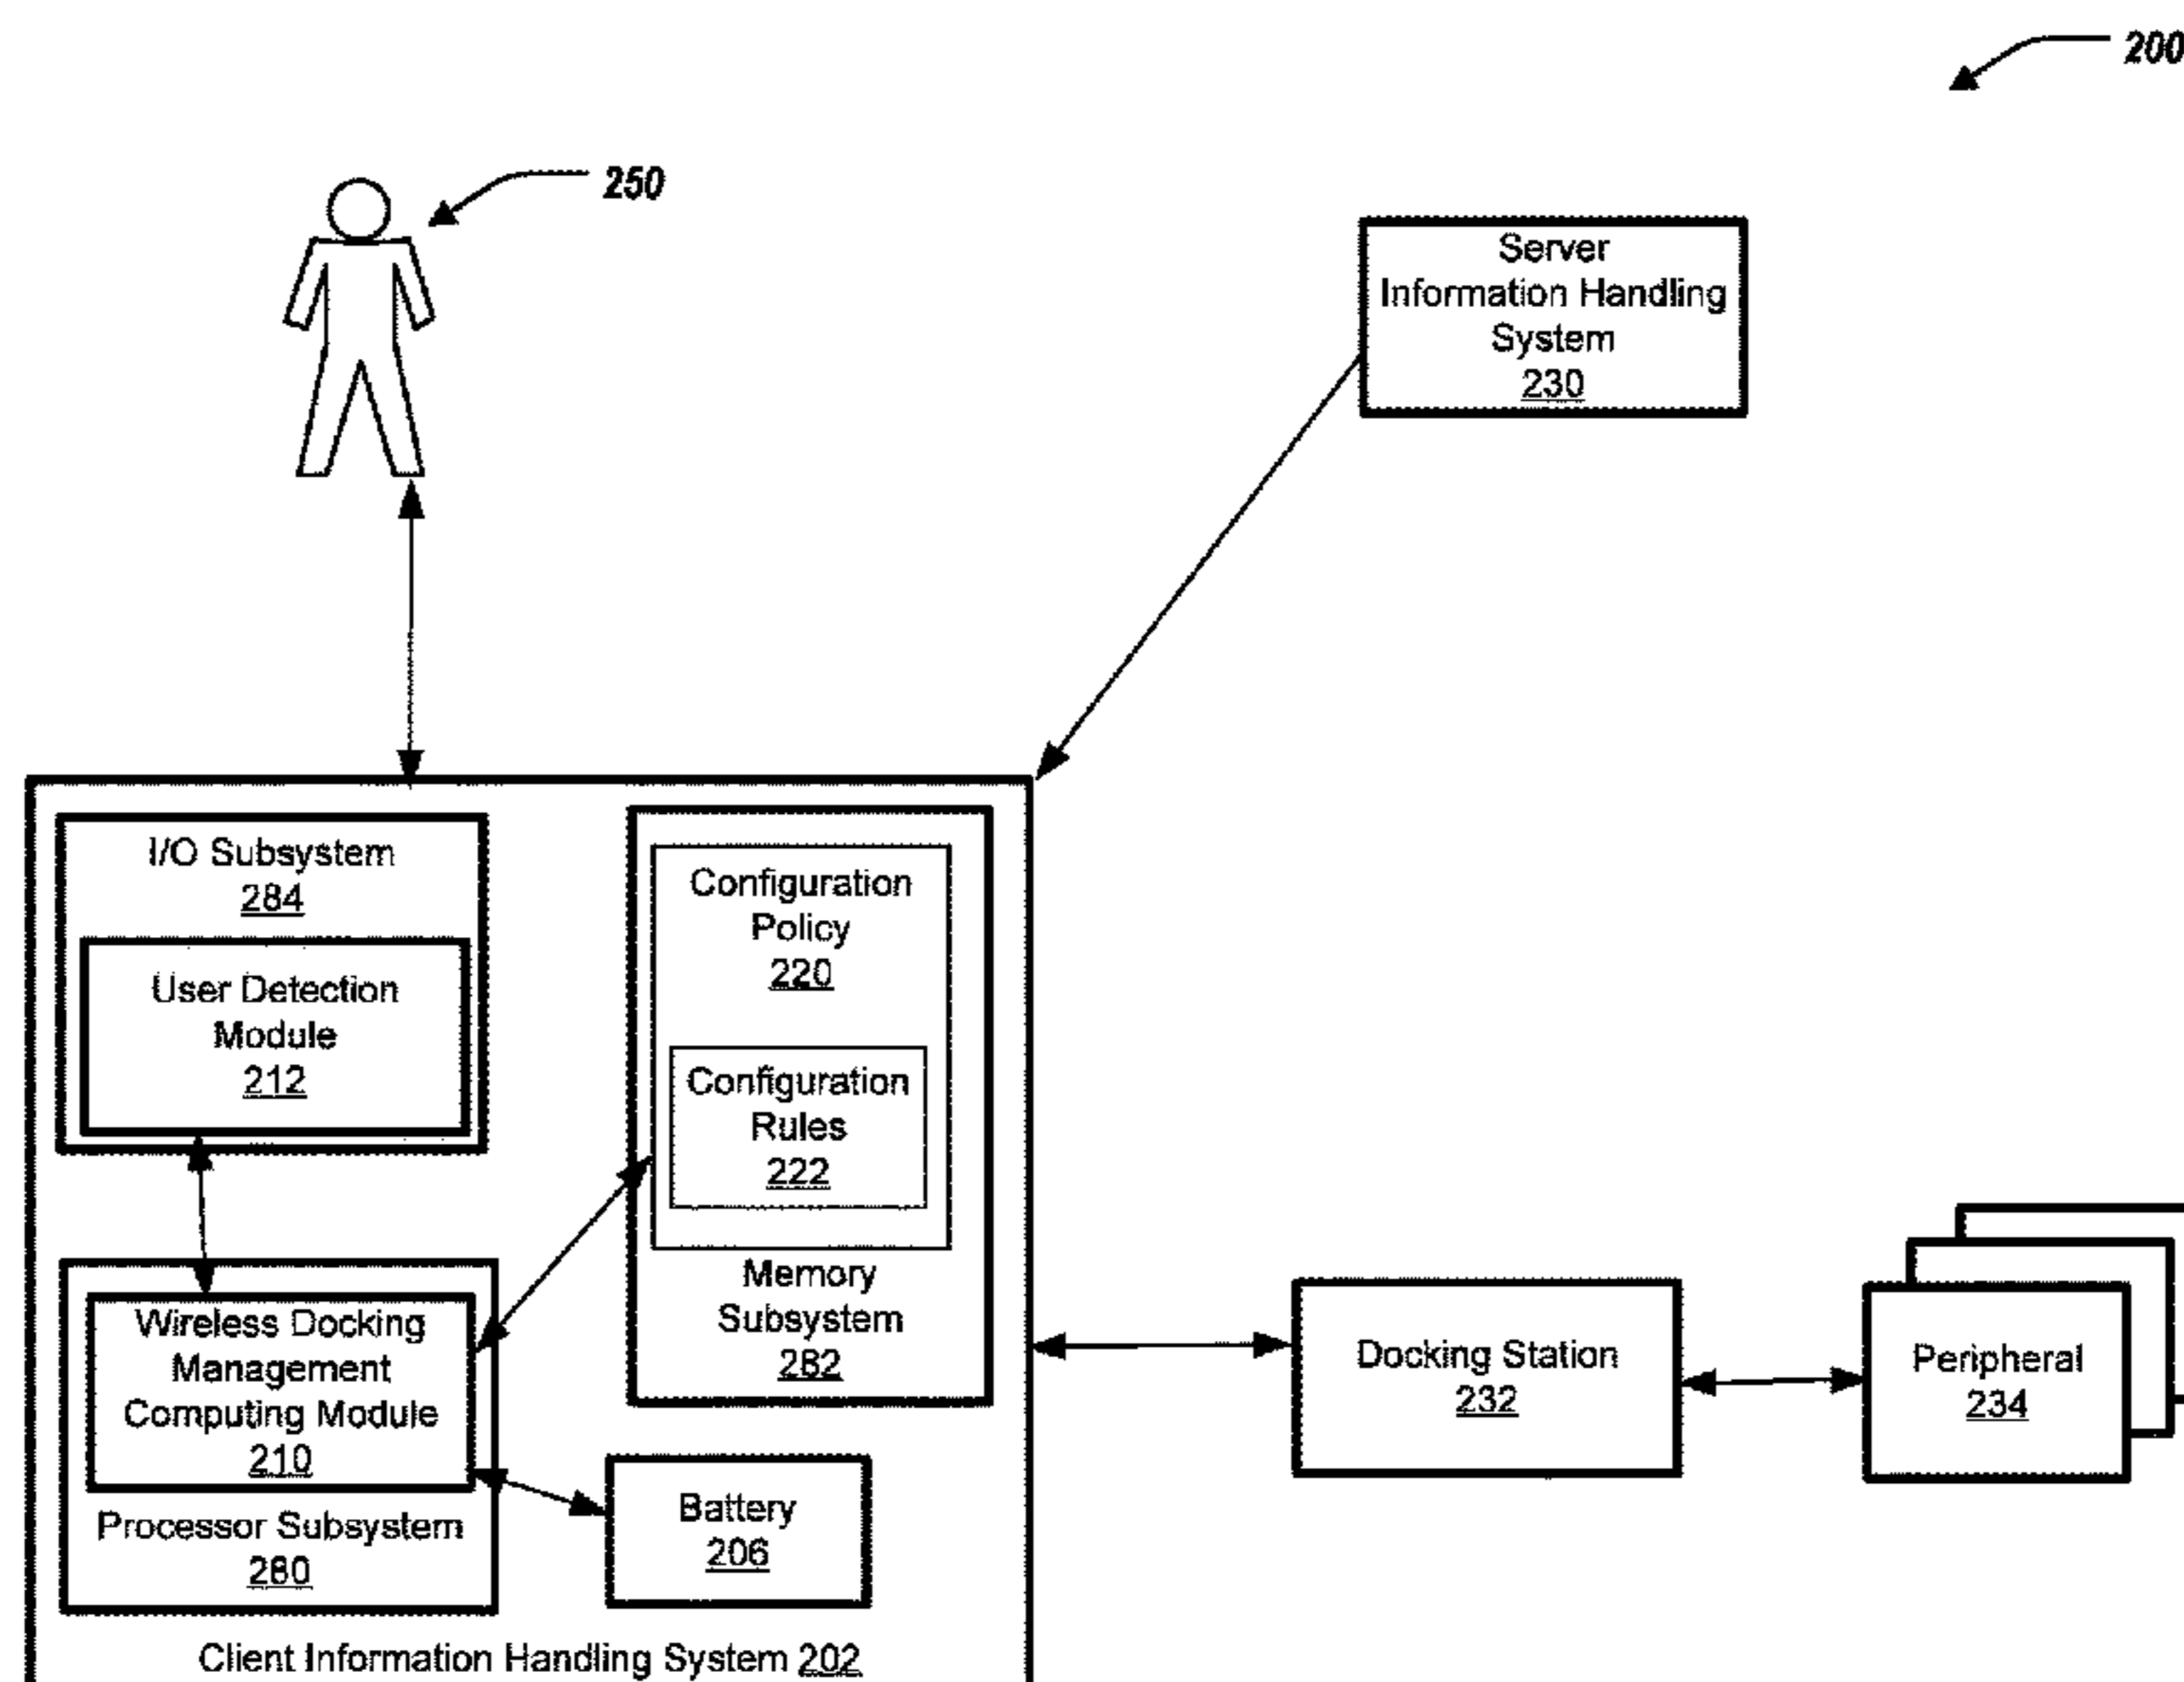 200
250
Server
Information Handling
System
230
I/O Subsystem
284
User Detection
Module
212
Configuration
Policy
220
Configuration
Rules
222
Memory
Subsystem
282
Wireless Docking
Management
Computing Module
210
Processor Subsystem
280
Battery
206
Client Information Handling System 202
Docking Station
232
Peripheral
234